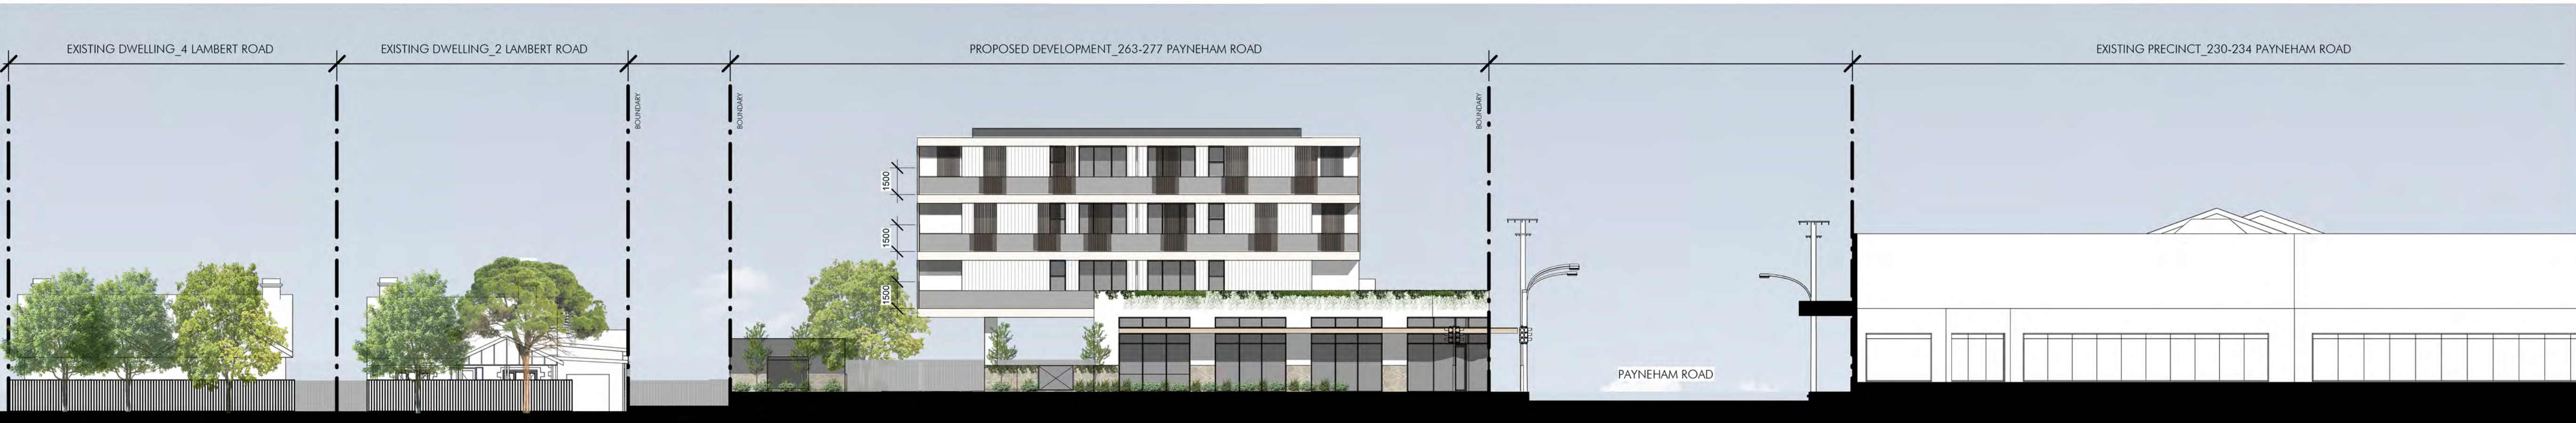 EXISTING DWELLING_4 LAMBERT ROAD
EXISTING DWELLING_2 LAMBERT ROAD
PROPOSED DEVELOPMENT_263-277 PAYNEHAM ROAD
EXISTING PRECINCT_230-234 PAYNEHAM ROAD
BOUNDARY
BOUNDARY
BOUNDARY
1500
1500
1500
PAYNEHAM ROAD